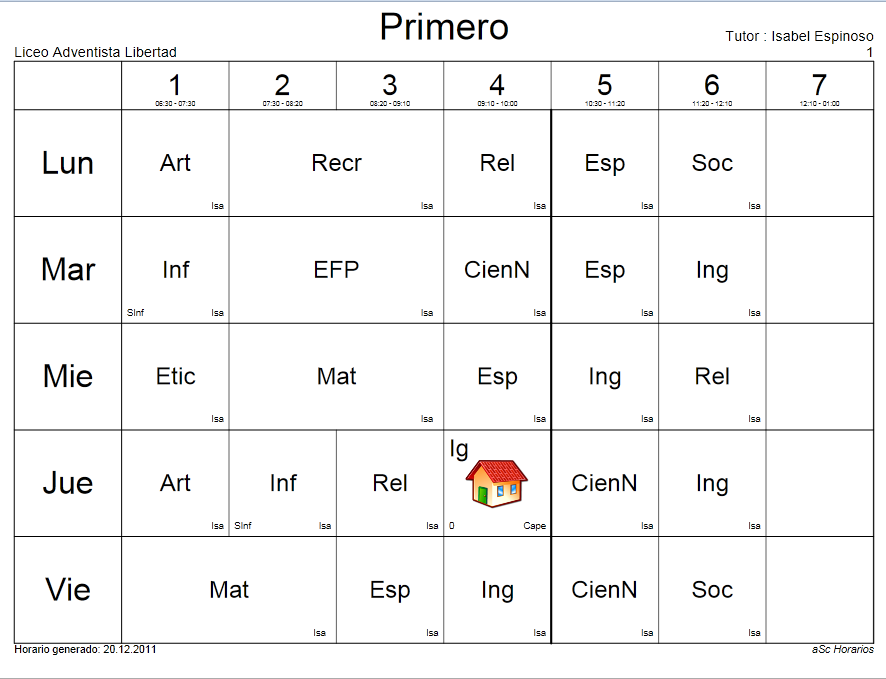 Primero
Liceo Adventista Libertad
Tutor : Isabel Espinoso
1
1 2 3 4 5 6 7
06:30 - 07:30 07:30 - 08:20 08:20 - 09:10 09:10 - 10:00 10:30 - 11:20 11:20 - 12:10 12:10 - 01:00
Lun Art Recr Rel Esp Soc
Isa Isa Isa Isa Isa
Mar Inf EFP CienN Esp Ing
SInf Isa Isa Isa Isa Isa
Mie Etic Mat Esp Ing Rel
Isa Isa Isa Isa Isa
Ig
Jue Art Inf Rel CienN Ing
Isa SInf Isa Isa 0 Cape Isa Isa
Vie Mat Esp Ing CienN Soc
Isa Isa Isa Isa Isa
Horario generado: 20.12.2011
aSc Horarios